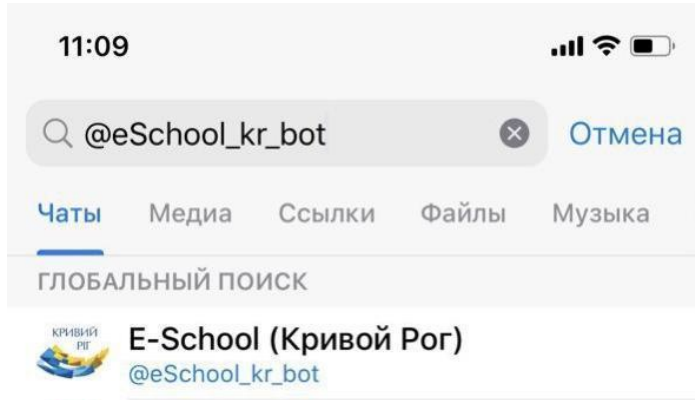 11:09
@eSchool_kr_bot Отмена
Чаты Медиа Ссылки Файлы Музыка
ГЛОБАЛЬНЫЙ ПОИСК
КРИВИЙ
РІГ
E-School (Кривой Рог)
@eSchool_kr_bot